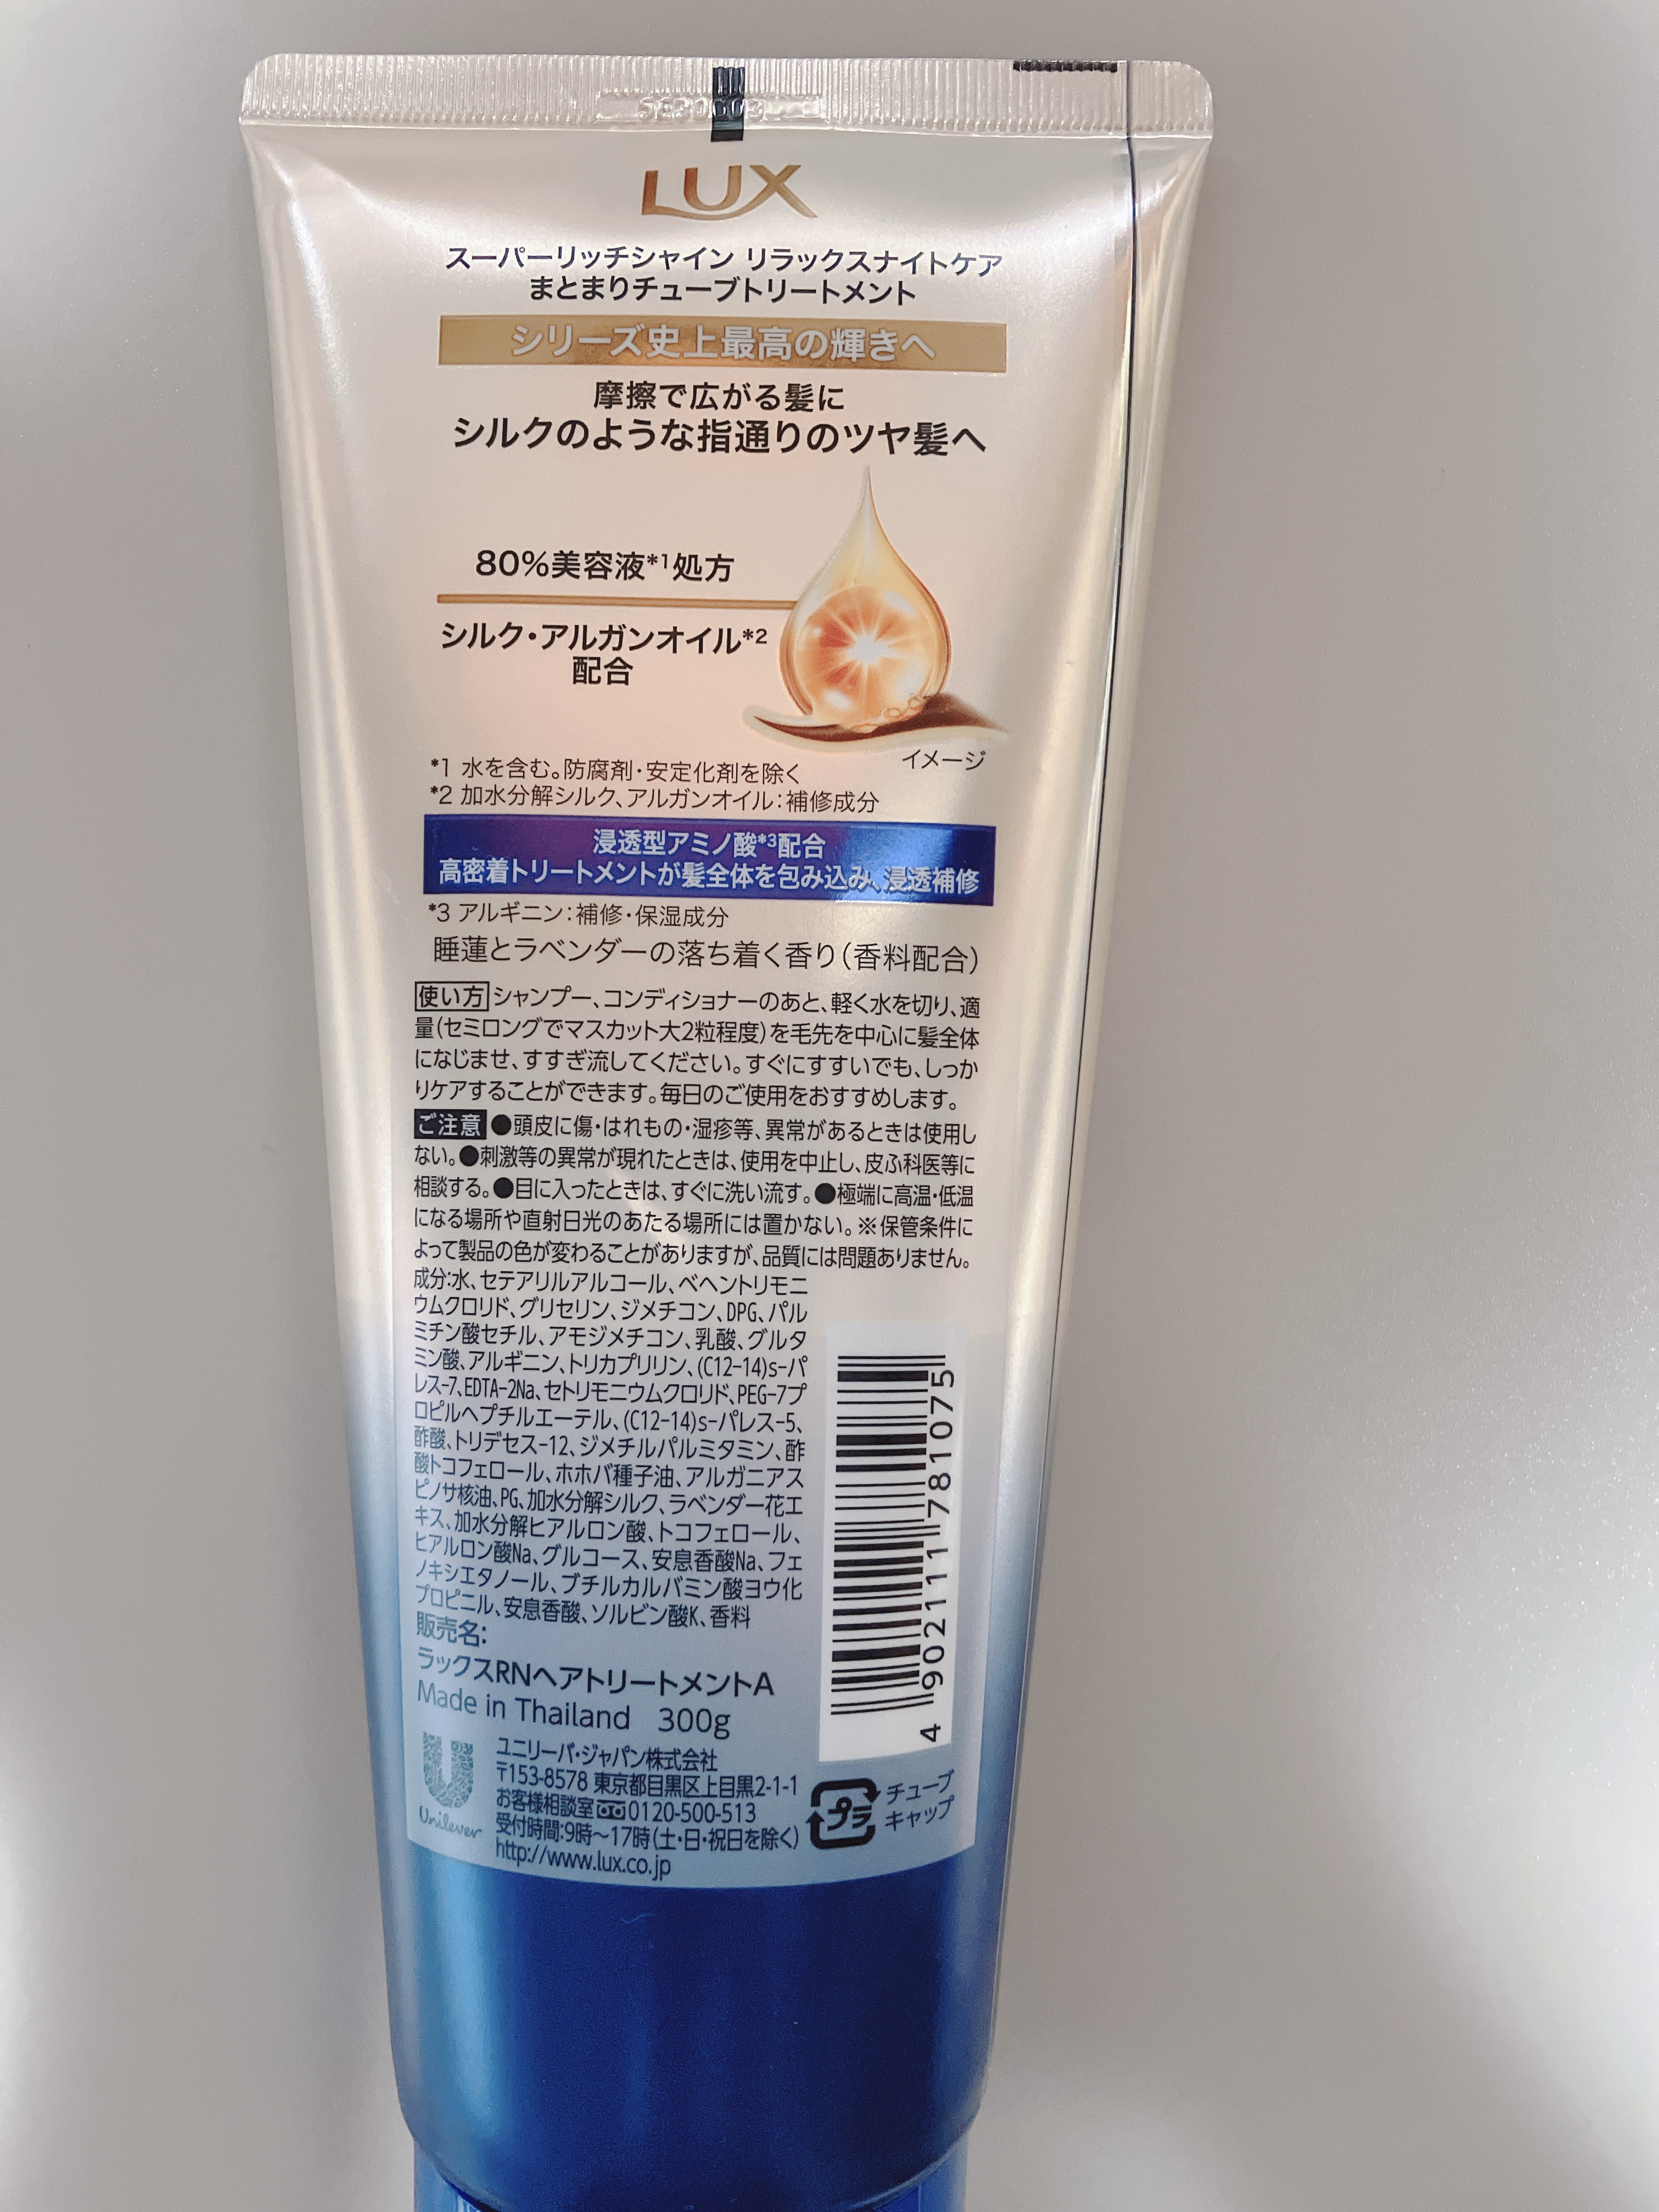 LUX
スーパーリッチシャイン リラックスナイトケア
まとまりチューブトリートメント
シリーズ史上最高の輝きへ
摩擦で広がる髪に
シルクのような指通りのツヤ髪へ
80%美容液*1処方
シルク・アルガンオイル*2
配合
イメージ
*1 水を含む。防腐剤・安定化剤を除く
*2 加水分解シルク、アルガンオイル：補修成分
浸透型アミノ酸*3配合
高密着トリートメントが髪全体を包み込み、浸透補修
*3 アルギニン：補修・保湿成分
睡蓮とラベンダーの落ち着く香り（香料配合）
使い方 シャンプー、コンディショナーのあと、軽く水を切り、適
量（セミロングでマスカット大2粒程度）を毛先を中心に髪全体
になじませ、すすぎ流してください。すぐにすすいでも、しっか
りケアすることができます。毎日のご使用をおすすめします。
ご注意 ●頭皮に傷・はれもの・湿疹等、異常があるときは使用し
ない。●刺激等の異常が現れたときは、使用を中止し、皮ふ科医等に
相談する。●目に入ったときは、すぐに洗い流す。●極端に高温・低温
になる場所や直射日光のあたる場所には置かない。※保管条件に
よって製品の色が変わることがありますが、品質には問題ありません。
成分:水、セテアリルアルコール、ベヘントリモニ
ウムクロリド、グリセリン、ジメチコン、DPG、パル
ミチン酸セチル、アモジメチコン、乳酸、グルタ
ミン酸、アルギニン、トリカプリリン、(C12-14)s-パ
レス-7、EDTA-2Na、セトリモニウムクロリド、PEG-7プ
ロピルヘプチルエーテル、(C12-14)s-パレス-5、
酢酸、トリデセス-12、ジメチルパルミタミン、酢
酸トコフェロール、ホホバ種子油、アルガニアス
ピノサ核油、PG、加水分解シルク、ラベンダー花エ
キス、加水分解ヒアルロン酸、トコフェロール、
ヒアルロン酸Na、グルコース、安息香酸Na、フェ
ノキシエタノール、ブチルカルバミン酸ヨウ化
プロピニル、安息香酸、ソルビン酸K、香料
販売名:
ラックスRNヘアトリートメントA
Made in Thailand 300g
4 902111 781075
Unilever
ユニリーバ・ジャパン株式会社
〒153-8578 東京都目黒区上目黒2-1-1
お客様相談室 0120-500-513
受付時間:9時～17時（土・日・祝日を除く）
http://www.lux.co.jp
プラ
チューブ
キャップ